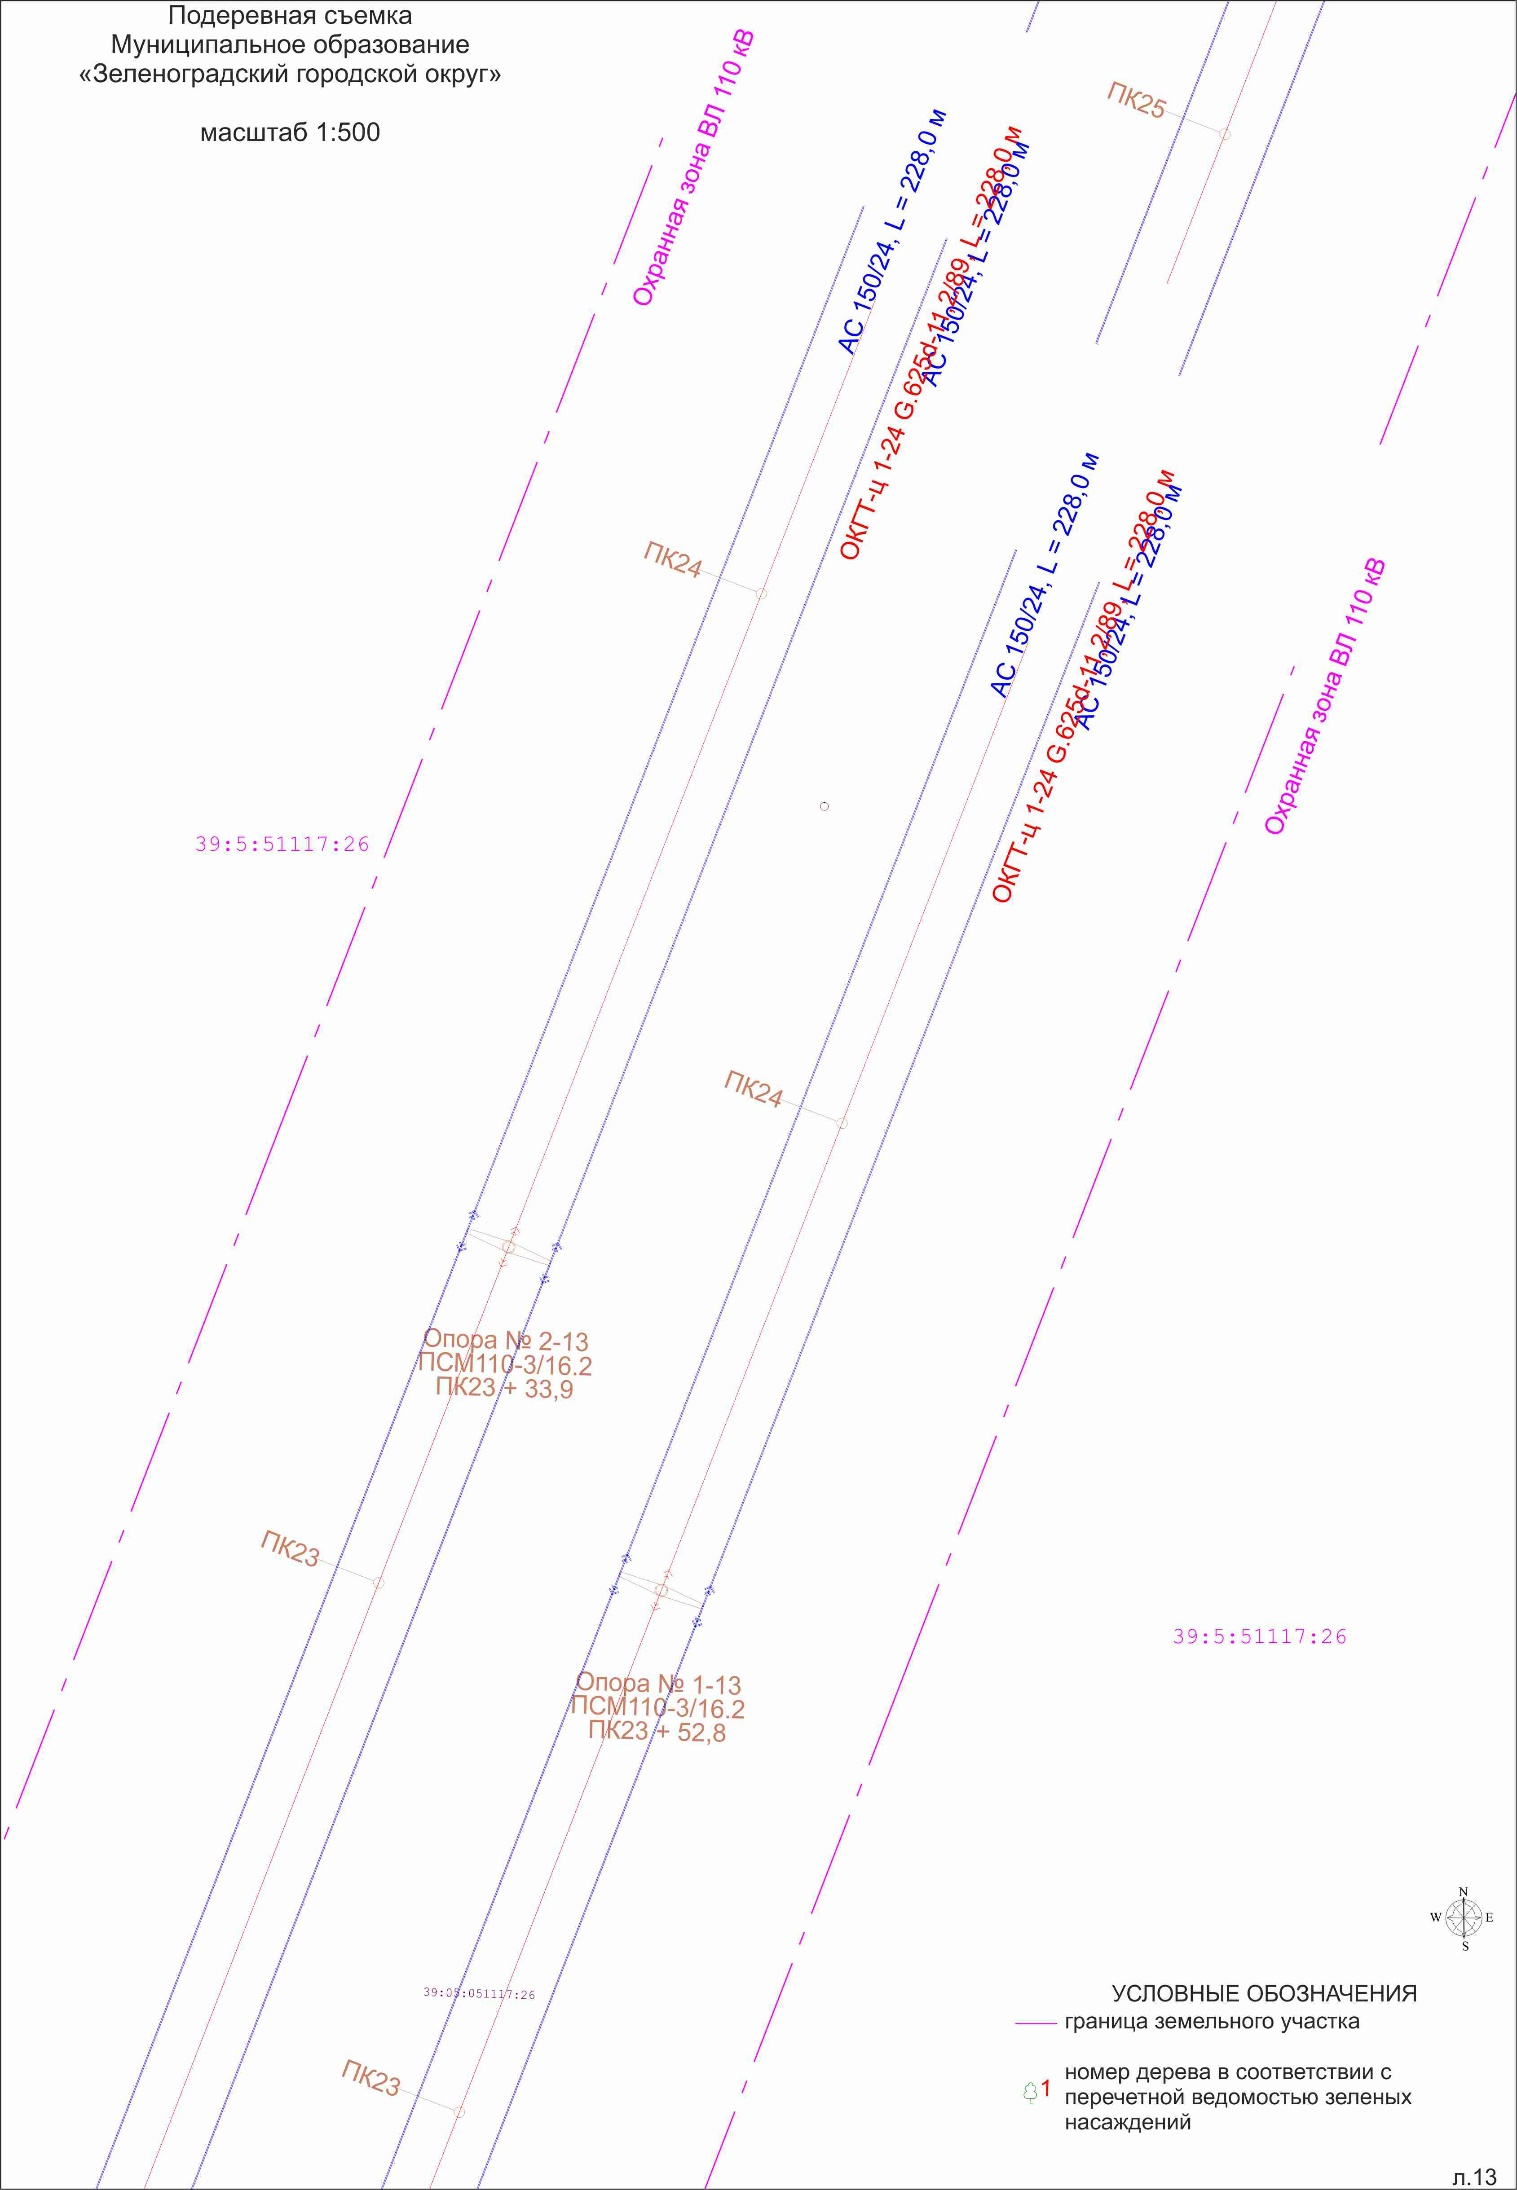 Подеревная съемка
Муниципальное образование
«Зеленоградский городской округ»
масштаб 1:500
Охранная зона ВЛ 110 кВ
АС 150/24, L = 228,0 м
ОКГТ-ц 1-24 G.625d-11,2/89, L = 228,0 м
АС 150/24, L = 228,0 м
ПК25
ПК24
АС 150/24, L = 228,0 м
ОКГТ-ц 1-24 G.625d-11,2/89, L = 228,0 м
АС 150/24, L = 228,0 м
Охранная зона ВЛ 110 кВ
39:5:51117:26
ПК24
Опора № 2-13
ПСМ110-3/16.2
ПК23 + 33,9
ПК23
Опора № 1-13
ПСМ110-3/16.2
ПК23 + 52,8
39:5:51117:26
39:05:051117:26
ПК23
N
W
E
S
УСЛОВНЫЕ ОБОЗНАЧЕНИЯ
граница земельного участка
1
номер дерева в соответствии с
перечетной ведомостью зеленых
насаждений
л.13